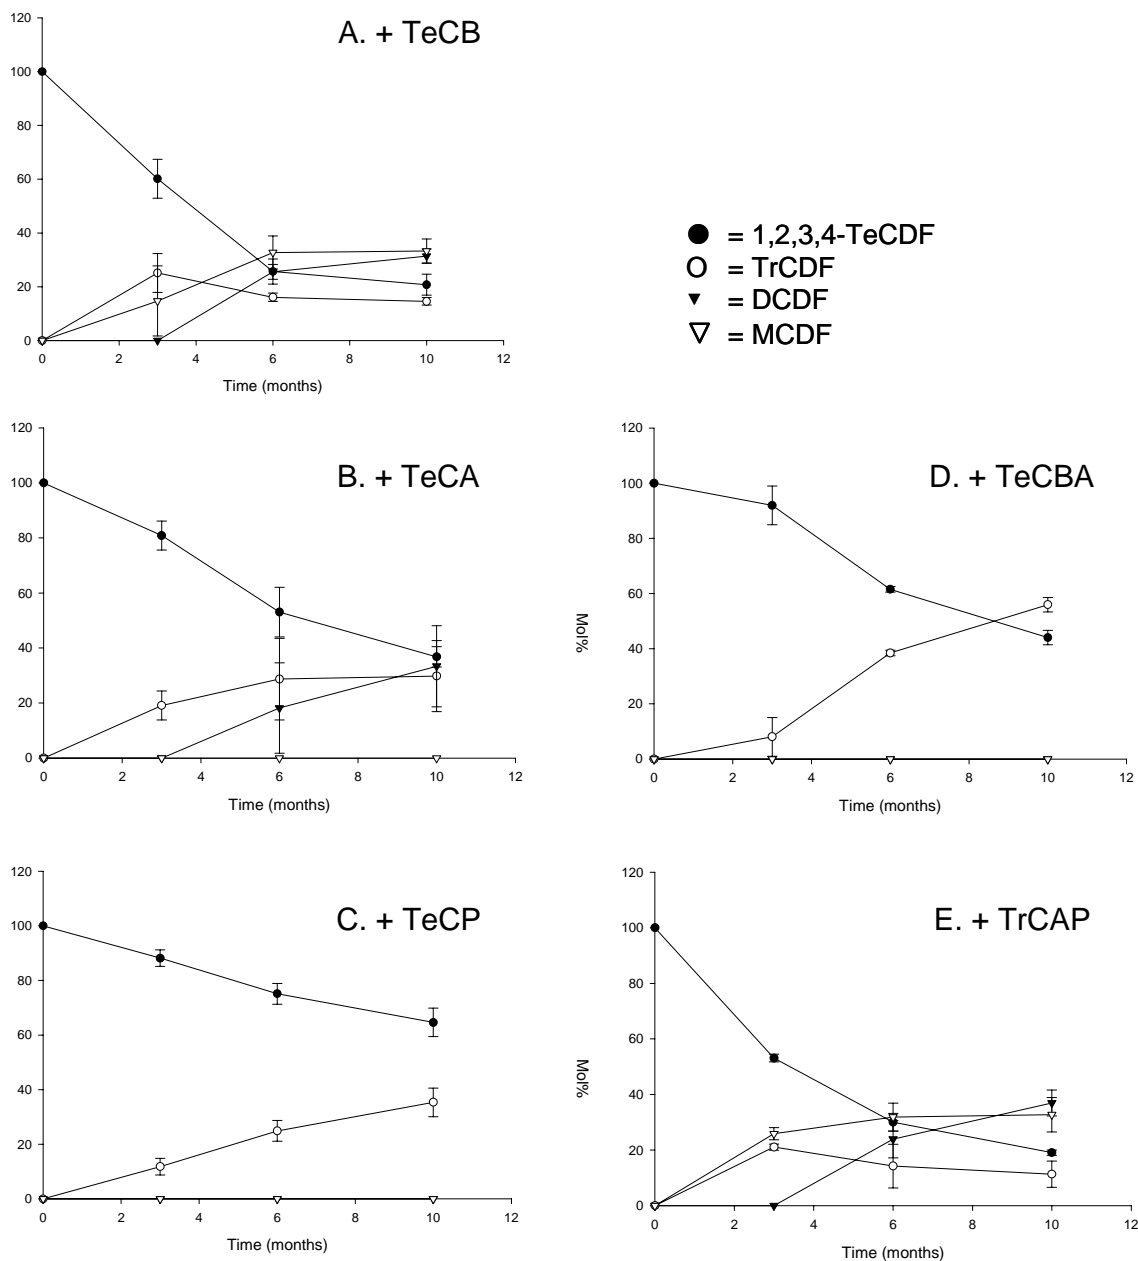 A. + TeCB
120
100
80
60
40
20
0
0 2 4 6 8 10 12
Time (months)
= 1,2,3,4-TeCDF
= TrCDF
= DCDF
= MCDF
B. + TeCA
120
100
80
60
40
20
0
0 2 4 6 8 10 12
Time (months)
D. + TeCBA
Mol%
120
100
80
60
40
20
0
0 2 4 6 8 10 12
Time (months)
C. + TeCP
120
100
80
60
40
20
0
0 2 4 6 8 10 12
Time (months)
E. + TrCAP
Mol%
120
100
80
60
40
20
0
0 2 4 6 8 10 12
Time (months)